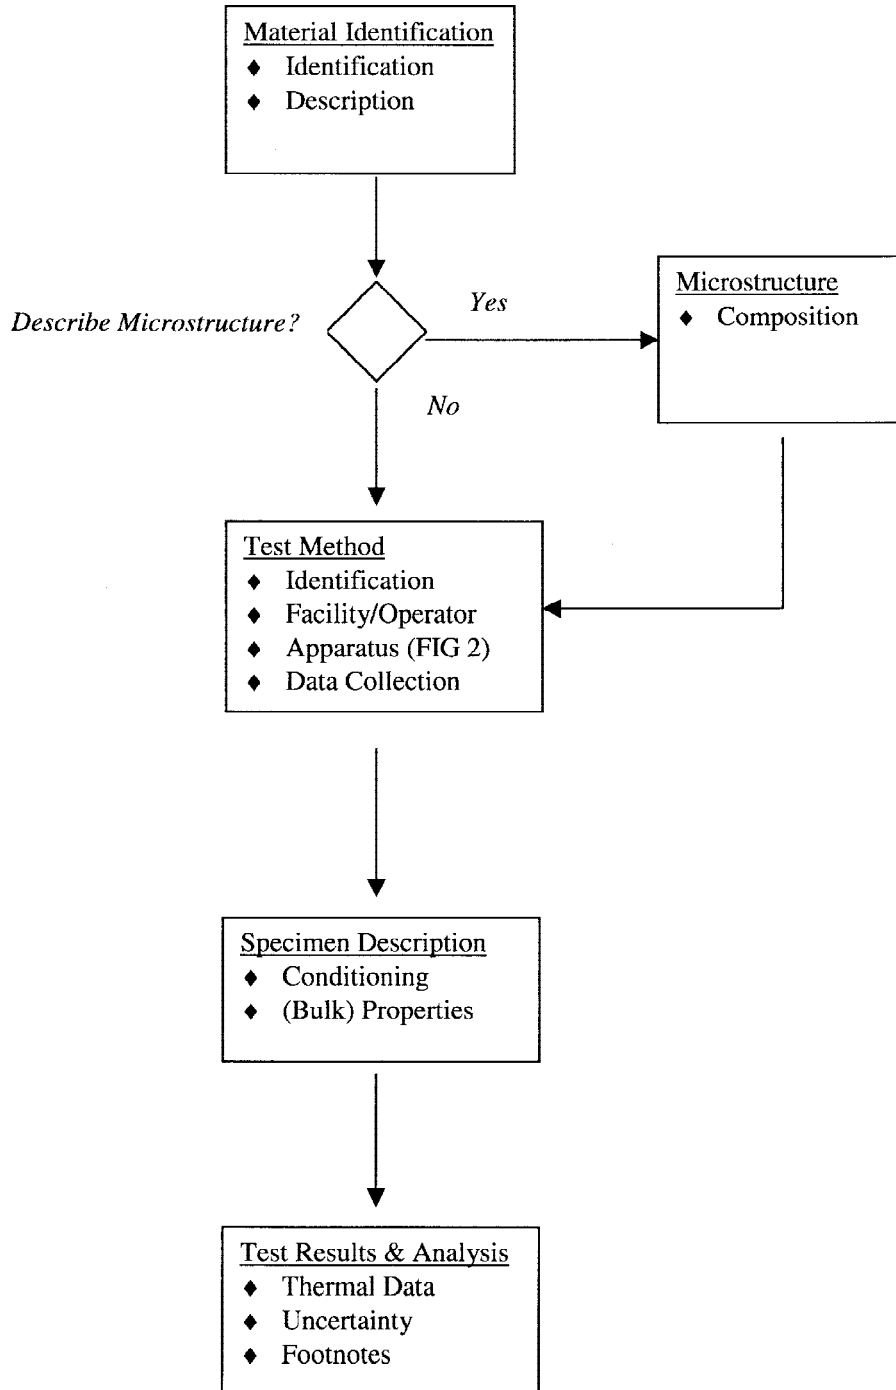 Material Identification
♦ Identification
♦ Description
Describe Microstructure?
Yes
Microstructure
♦ Composition
No
Test Method
♦ Identification
♦ Facility/Operator
♦ Apparatus (FIG 2)
♦ Data Collection
Specimen Description
♦ Conditioning
♦ (Bulk) Properties
Test Results & Analysis
♦ Thermal Data
♦ Uncertainty
♦ Footnotes